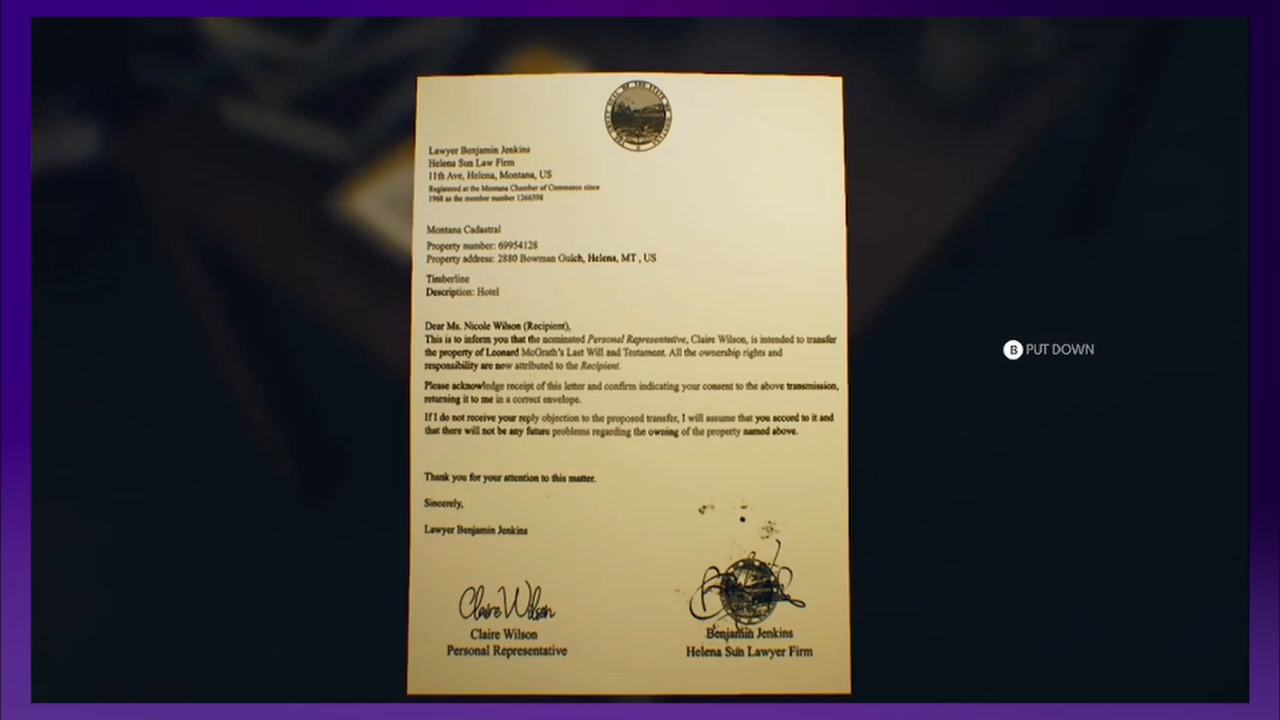 Lawyer Benjamin Jenkins
Helena Sun Law Firm
11th Ave, Helena, Montana, US
Registered at the Montana Chamber of Commerce since
1968 as the member number 1266598
Montana Cadastral
Property number: 69954128
Property address: 2880 Bowman Gulch, Helena, MT , US
Timberline
Description: Hotel
Dear Ms. Nicole Wilson (Recipient),
This is to inform you that the nominated Personal Representative, Claire Wilson, is intended to transfer
the property of Leonard McGrath's Last Will and Testament. All the ownership rights and
responsibility are now attributed to the Recipient.
Please acknowledge receipt of this letter and confirm indicating your consent to the above transmission,
returning it to me in a correct envelope.
If I do not receive your reply objection to the proposed transfer, I will assume that you accord to it and
that there will not be any future problems regarding the owning of the property named above.
Thank you for your attention to this matter.
Sincerely,
Lawyer Benjamin Jenkins
Claire Wilson
Claire Wilson
Personal Representative
Benjamin Jenkins
Helena Sun Lawyer Firm
B PUT DOWN